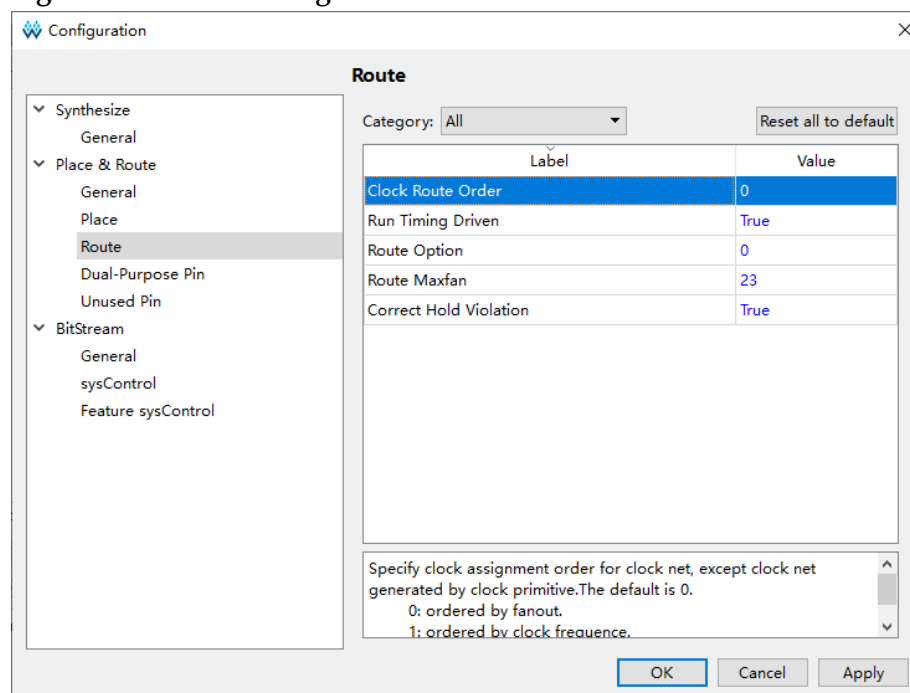 Configuration
Route
Synthesize
General
Place & Route
General
Place
Route
Dual-Purpose Pin
Unused Pin
BitStream
General
sysControl
Feature sysControl
Category: All Reset all to default
Label Value
Clock Route Order 0
Run Timing Driven True
Route Option 0
Route Maxfan 23
Correct Hold Violation True
Specify clock assignment order for clock net, except clock net
generated by clock primitive.The default is 0.
0: ordered by fanout.
1: ordered by clock frequence.
OK Cancel Apply